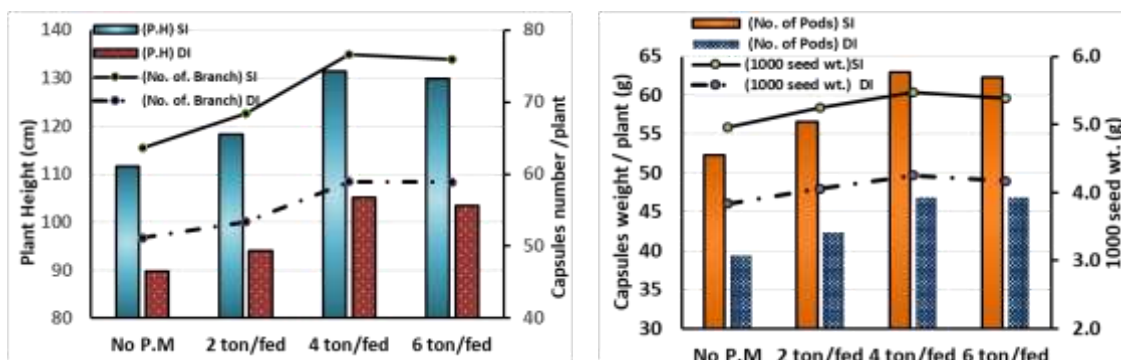 140
130
120
110
100
90
80
Plant Height (cm)
(P.H) SI
(P.H) DI
(No. of. Branch) SI
(No. of. Branch) DI
80
70
60
50
40
Capsules number /plant
No P.M 2 ton/fed 4 ton/fed 6 ton/fed
(No. of Pods) SI
(No. of Pods) DI
(1000 seed wt.)SI
(1000 seed wt.) DI
65
60
55
50
45
40
35
30
Capsules weight / plant (g)
6.0
5.0
4.0
3.0
2.0
1000 seed wt. (g)
No P.M 2 ton/fed 4 ton/fed 6 ton/fed